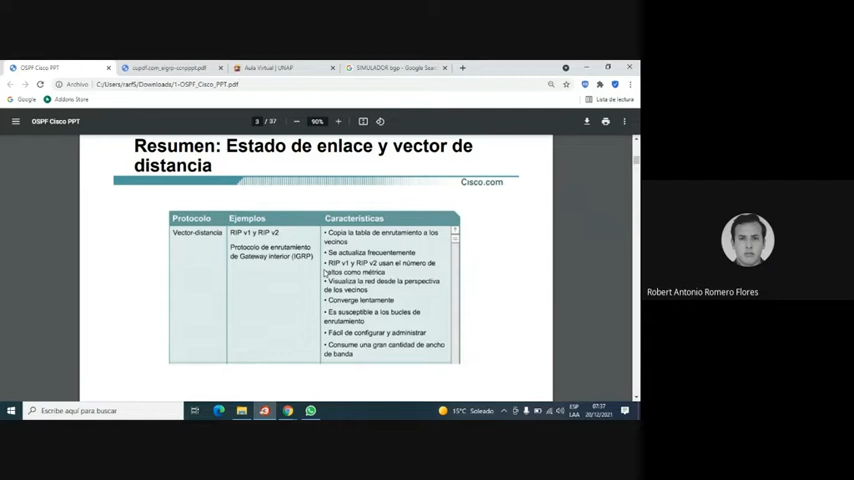 OSPF Cisco PPT
cupdf.com_eigrp-ccnpppt.pdf
Aula Virtual | UNAP
SIMULADOR bgp - Google Sear
Archivo
C:/Users/rarf5/Downloads/1-OSPF_Cisco_PPT.pdf
Google
Addons Store
Lista de lectura
OSPF Cisco PPT
3 / 37
90%
Resumen: Estado de enlace y vector de
distancia
Cisco.com
Protocolo
Ejemplos
Características
Vector-distancia
RIP v1 y RIP v2
Protocolo de enrutamiento
de Gateway interior (IGRP)
• Copia la tabla de enrutamiento a los
vecinos
• Se actualiza frecuentemente
• RIP v1 y RIP v2 usan el número de
saltos como métrica
• Visualiza la red desde la perspectiva
de los vecinos
• Converge lentamente
• Es susceptible a los bucles de
enrutamiento
• Fácil de configurar y administrar
• Consume una gran cantidad de ancho
de banda
Robert Antonio Romero Flores
Escribe aquí para buscar
15°C Soleado
ESP
LAA
07:37
20/12/2021